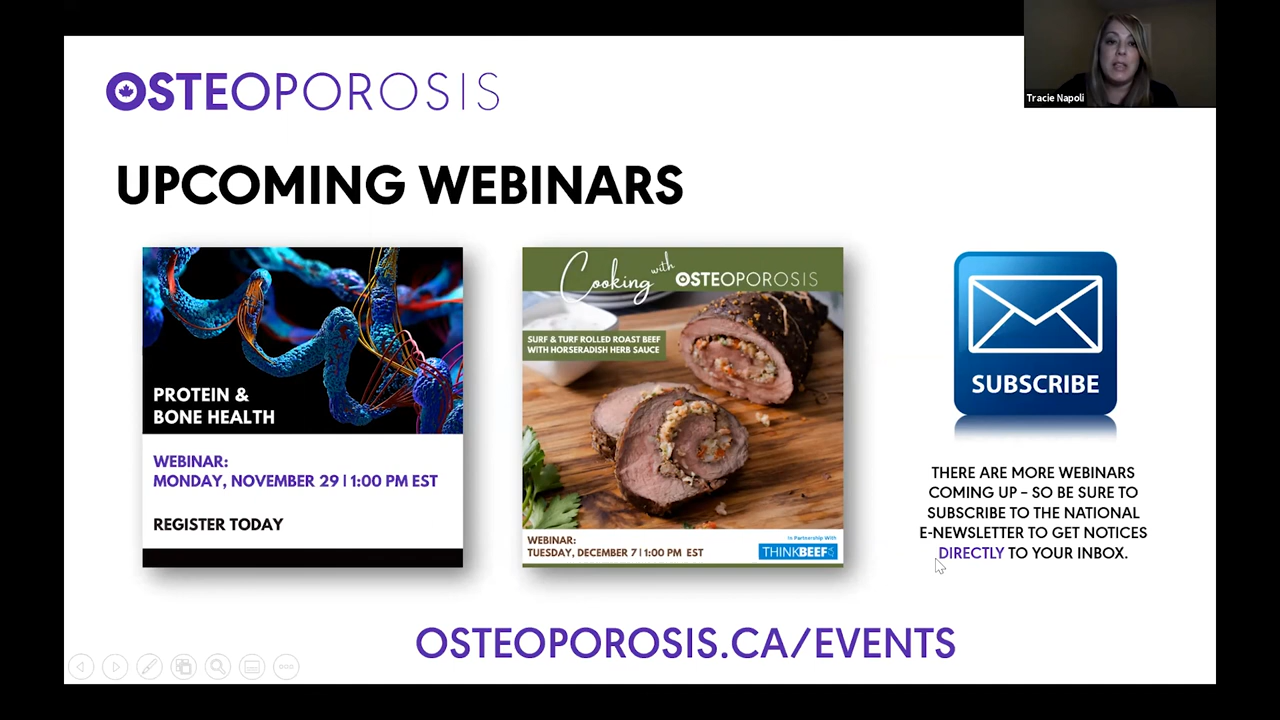 Tracie Napoli
OSTEOPOROSIS
UPCOMING WEBINARS
PROTEIN &
BONE HEALTH
WEBINAR:
MONDAY, NOVEMBER 29 | 1:00 PM EST
REGISTER TODAY
Cooking with OSTEOPOROSIS
SURF & TURF ROLLED ROAST BEEF
WITH HORSERADISH HERB SAUCE
WEBINAR:
TUESDAY, DECEMBER 7 | 1:00 PM EST
In Partnership With
THINKBEEF
SUBSCRIBE
THERE ARE MORE WEBINARS
COMING UP – SO BE SURE TO
SUBSCRIBE TO THE NATIONAL
E-NEWSLETTER TO GET NOTICES
DIRECTLY TO YOUR INBOX.
OSTEOPOROSIS.CA/EVENTS